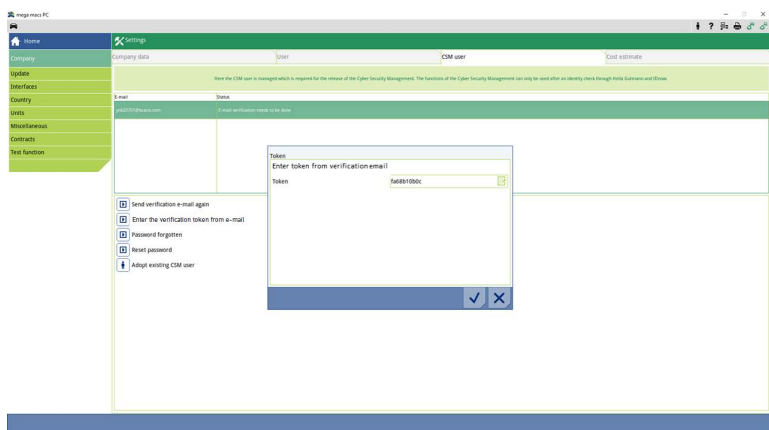 mega macs PC
Home
Settings
Company
Company data
User
CSM user
Cost estimate
Update
Here the CSM user is managed which is required for the release of the Cyber Security Management. The functions of the Cyber Security Management can only be used after an identity check through Hella Gutmann and IDnow.
Interfaces
Country
E-mail
Status
Units
E-mail verification needs to be done
Miscellaneous
Contracts
Test function
Token
Enter token from verification email
Token
fa68b10b0c
Send verification e-mail again
Enter the verification token from e-mail
Password forgotten
Reset password
Adopt existing CSM user